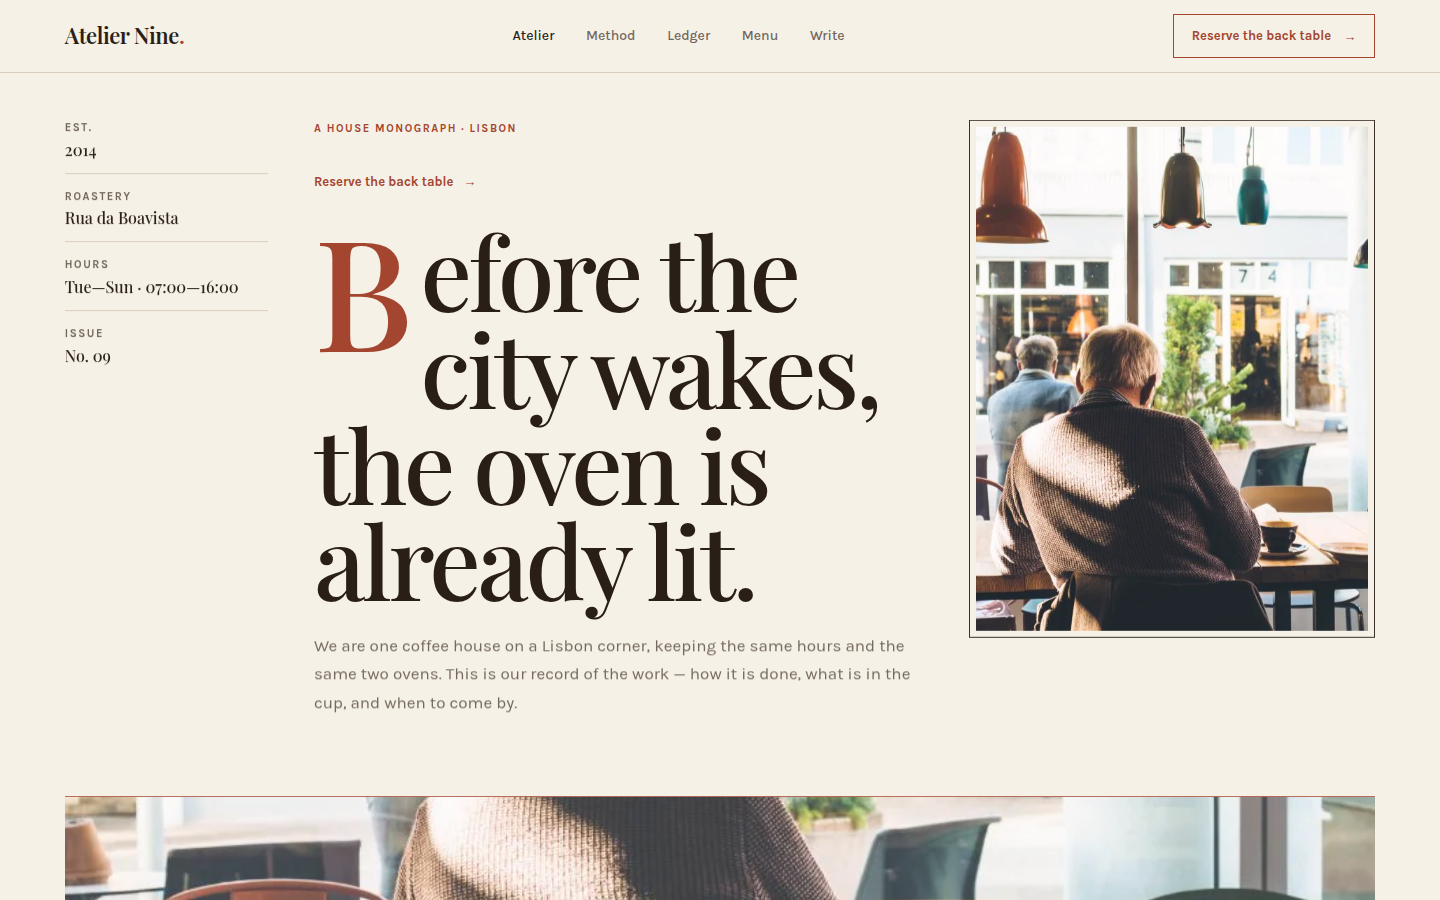 Atelier Nine.
Atelier Method Ledger Menu Write
Reserve the back table →
EST.
2014
ROASTERY
Rua da Boavista
HOURS
Tue—Sun · 07:00—16:00
ISSUE
No. 09
A HOUSE MONOGRAPH · LISBON
Reserve the back table →
Before the
city wakes,
the oven is
already lit.
We are one coffee house on a Lisbon corner, keeping the same hours and the
same two ovens. This is our record of the work — how it is done, what is in the
cup, and when to come by.
7 4